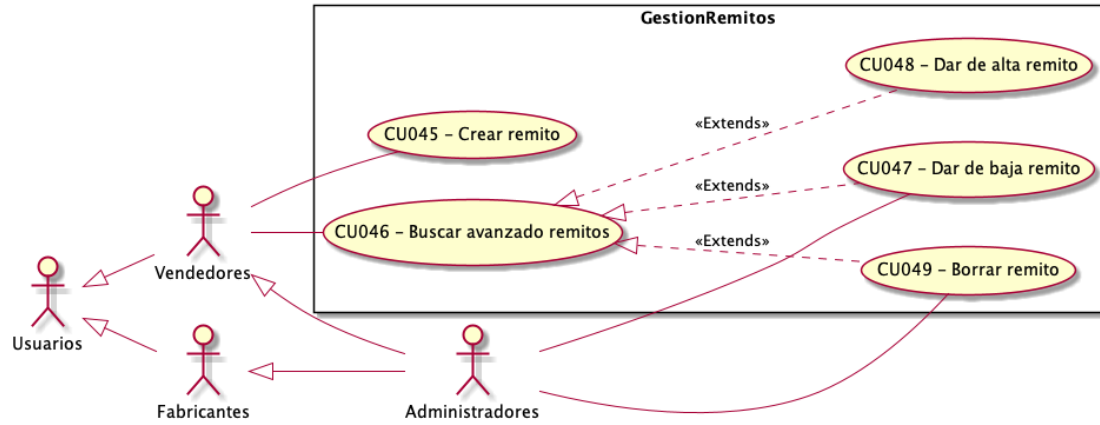 GestionRemitos
CU048 – Dar de alta remito
«Extends»
CU045 – Crear remito
CU047 – Dar de baja remito
«Extends»
CU046 – Buscar avanzado remitos
«Extends»
CU049 – Borrar remito
Vendedores
Usuarios
Fabricantes
Administradores